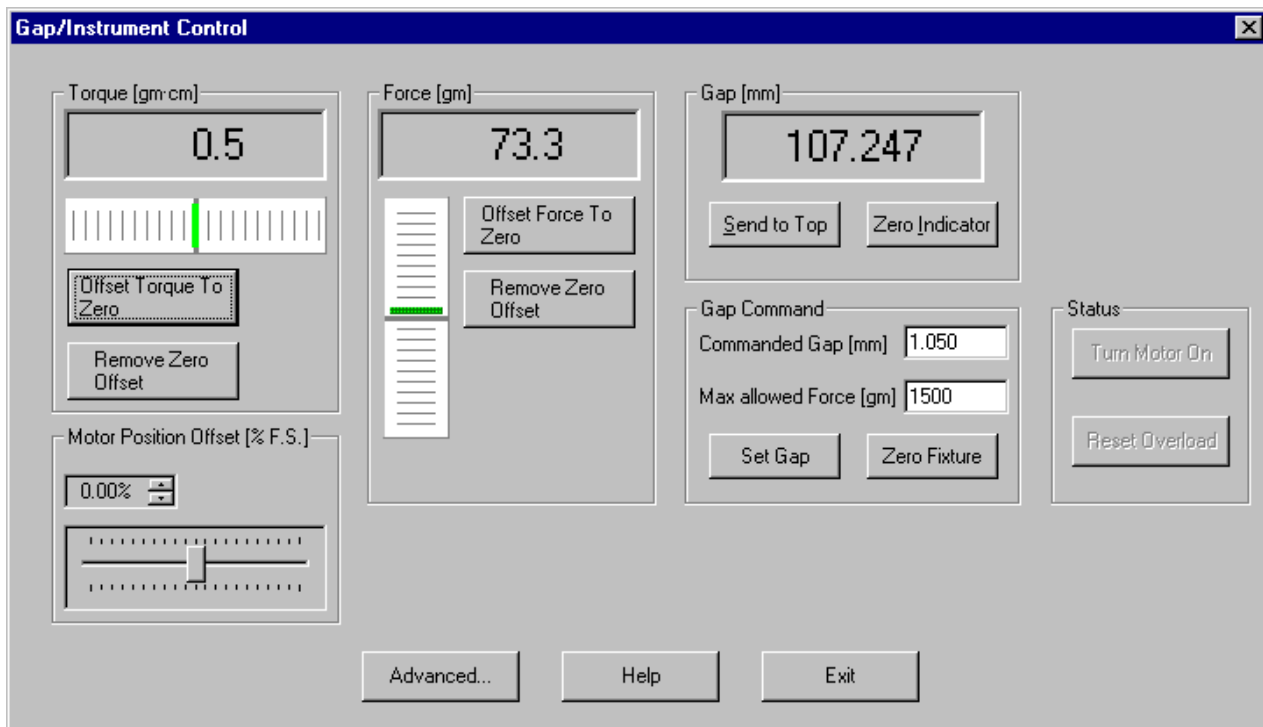 Gap/Instrument Control
Torque [gm·cm]
0.5
Offset Torque To
Zero
Remove Zero
Offset
Motor Position Offset [% F.S.]
0.00%
Force [gm]
73.3
Offset Force To
Zero
Remove Zero
Offset
Gap [mm]
107.247
Send to Top
Zero Indicator
Gap Command
Commanded Gap [mm] 1.050
Max allowed Force [gm] 1500
Set Gap
Zero Fixture
Status
Turn Motor On
Reset Overload
Advanced...
Help
Exit